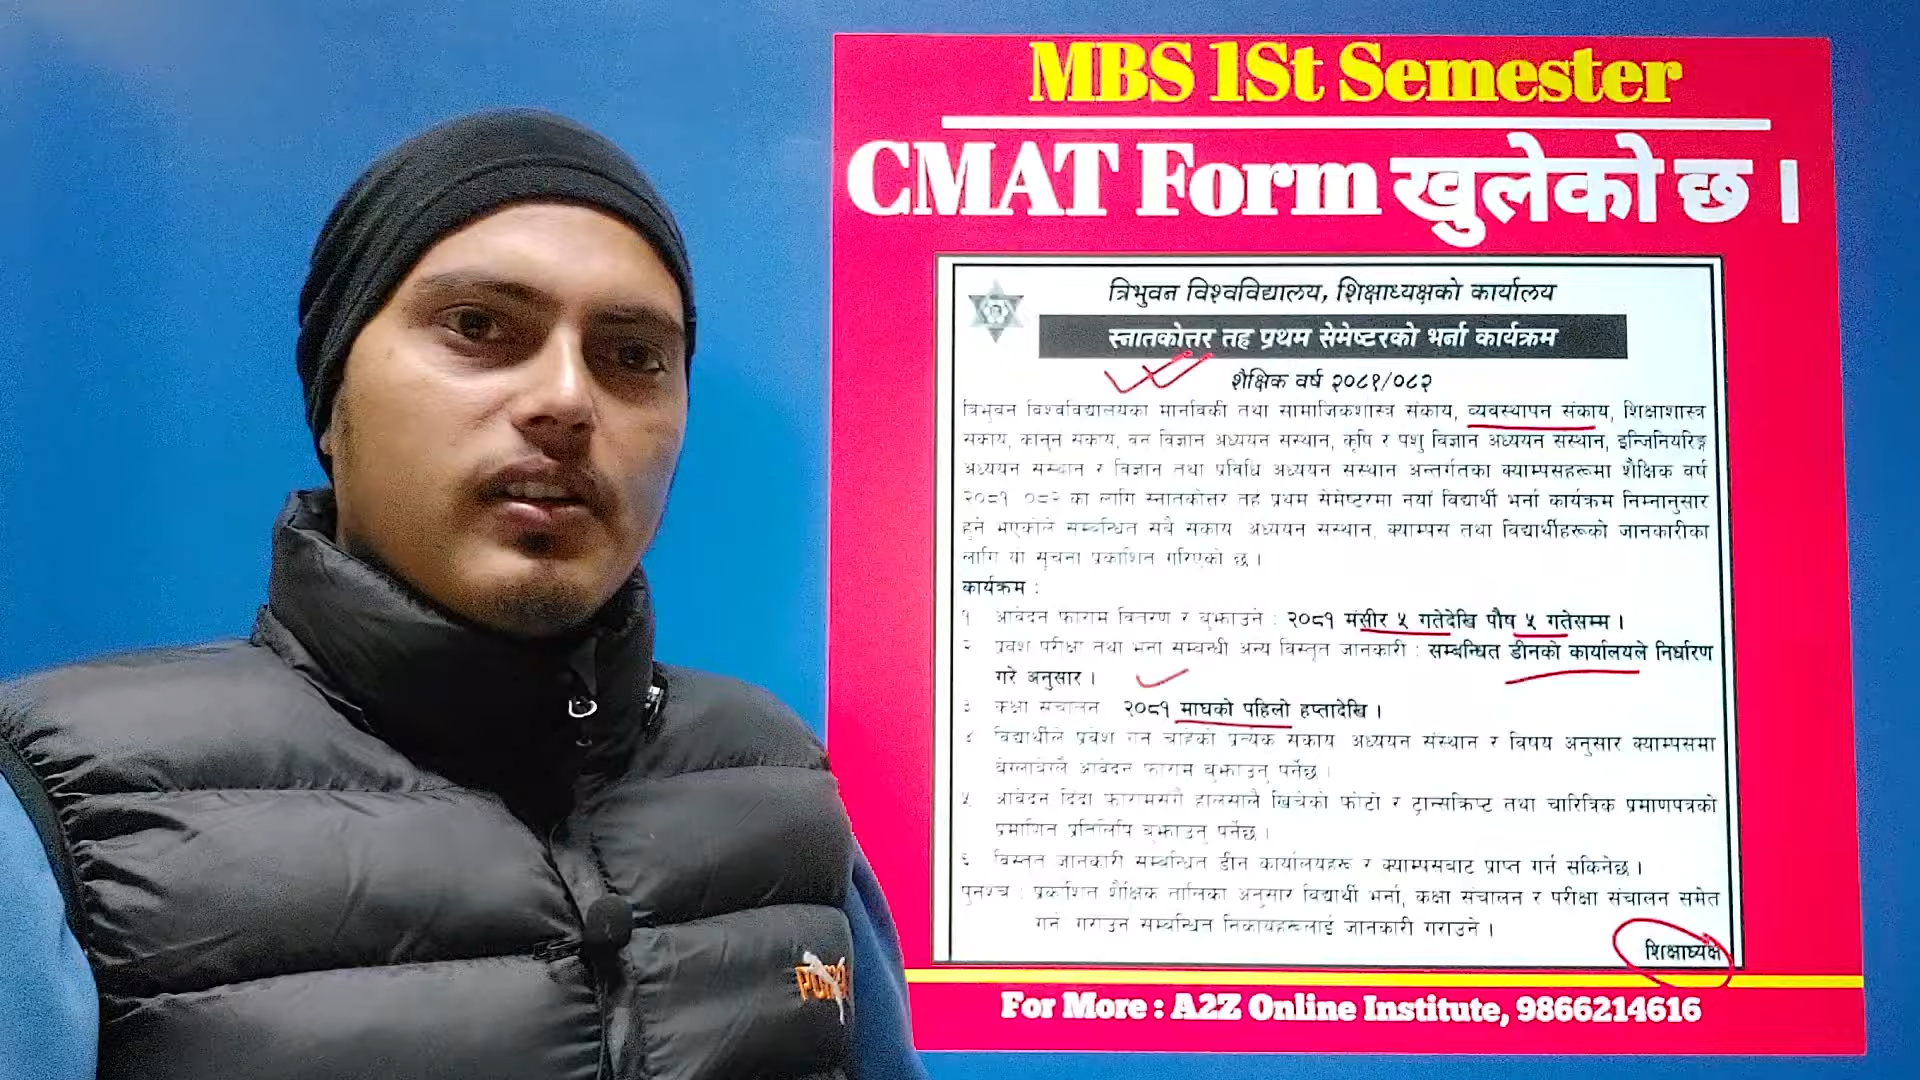 MBS 1St Semester
CMAT Form खुलेको छ ।
त्रिभुवन विश्वविद्यालय, शिक्षाध्यक्षको कार्यालय
स्नातकोत्तर तह प्रथम सेमेष्टरको भर्ना कार्यक्रम
शैक्षिक वर्ष २०८१/०८२
त्रिभुवन विश्वविद्यालयका मानविकी तथा सामाजिकशास्त्र संकाय, व्यवस्थापन संकाय, शिक्षाशास्त्र
संकाय, कानून संकाय, वन विज्ञान अध्ययन संस्थान, कृषि र पशु विज्ञान अध्ययन संस्थान, इन्जिनियरिङ्ग
अध्ययन संस्थान र विज्ञान तथा प्रविधि अध्ययन संस्थान अन्तर्गतका क्याम्पसहरूमा शैक्षिक वर्ष
२०८१ ०८२ का लागि स्नातकोत्तर तह प्रथम सेमेष्टरमा नयाँ विद्यार्थी भर्ना कार्यक्रम निम्नानुसार
हुने भएकोले सम्बन्धित सबै संकाय अध्ययन संस्थान, क्याम्पस तथा विद्यार्थीहरूको जानकारीका
लागि यो सूचना प्रकाशित गरिएको छ ।
कार्यक्रम :
१ आवेदन फाराम वितरण र बुझाउने : २०८१ मंसीर ५ गतेदेखि पौष ५ गतेसम्म ।
२ प्रवेश परीक्षा तथा भर्ना सम्बन्धी अन्य विस्तृत जानकारी : सम्बन्धित डीनको कार्यालयले निर्धारण
गरे अनुसार ।
३ कक्षा संचालन २०८१ माघको पहिलो हप्तादेखि ।
४ विद्यार्थीले प्रवेश गर्न चाहेको प्रत्येक संकाय अध्ययन संस्थान र विषय अनुसार क्याम्पसमा
बेग्लाबेग्लै आवेदन फाराम बुझाउनु पर्नेछ ।
५ आवेदन दिंदा फारामसँगै हालसालै खिचेको फोटो र ट्रान्सक्रिप्ट तथा चारित्रिक प्रमाणपत्रको
प्रमाणित प्रतिलिपि बुझाउनु पर्नेछ ।
६ विस्तृत जानकारी सम्बन्धित डीन कार्यालयहरू र क्याम्पसबाट प्राप्त गर्न सकिनेछ ।
पुनश्च : प्रकाशित शैक्षिक तालिका अनुसार विद्यार्थी भर्ना, कक्षा संचालन र परीक्षा संचालन समेत
गर्न गराउन सम्बन्धित निकायहरूलाई जानकारी गराउने ।
शिक्षाध्यक्ष
For More : A2Z Online Institute, 9866214616